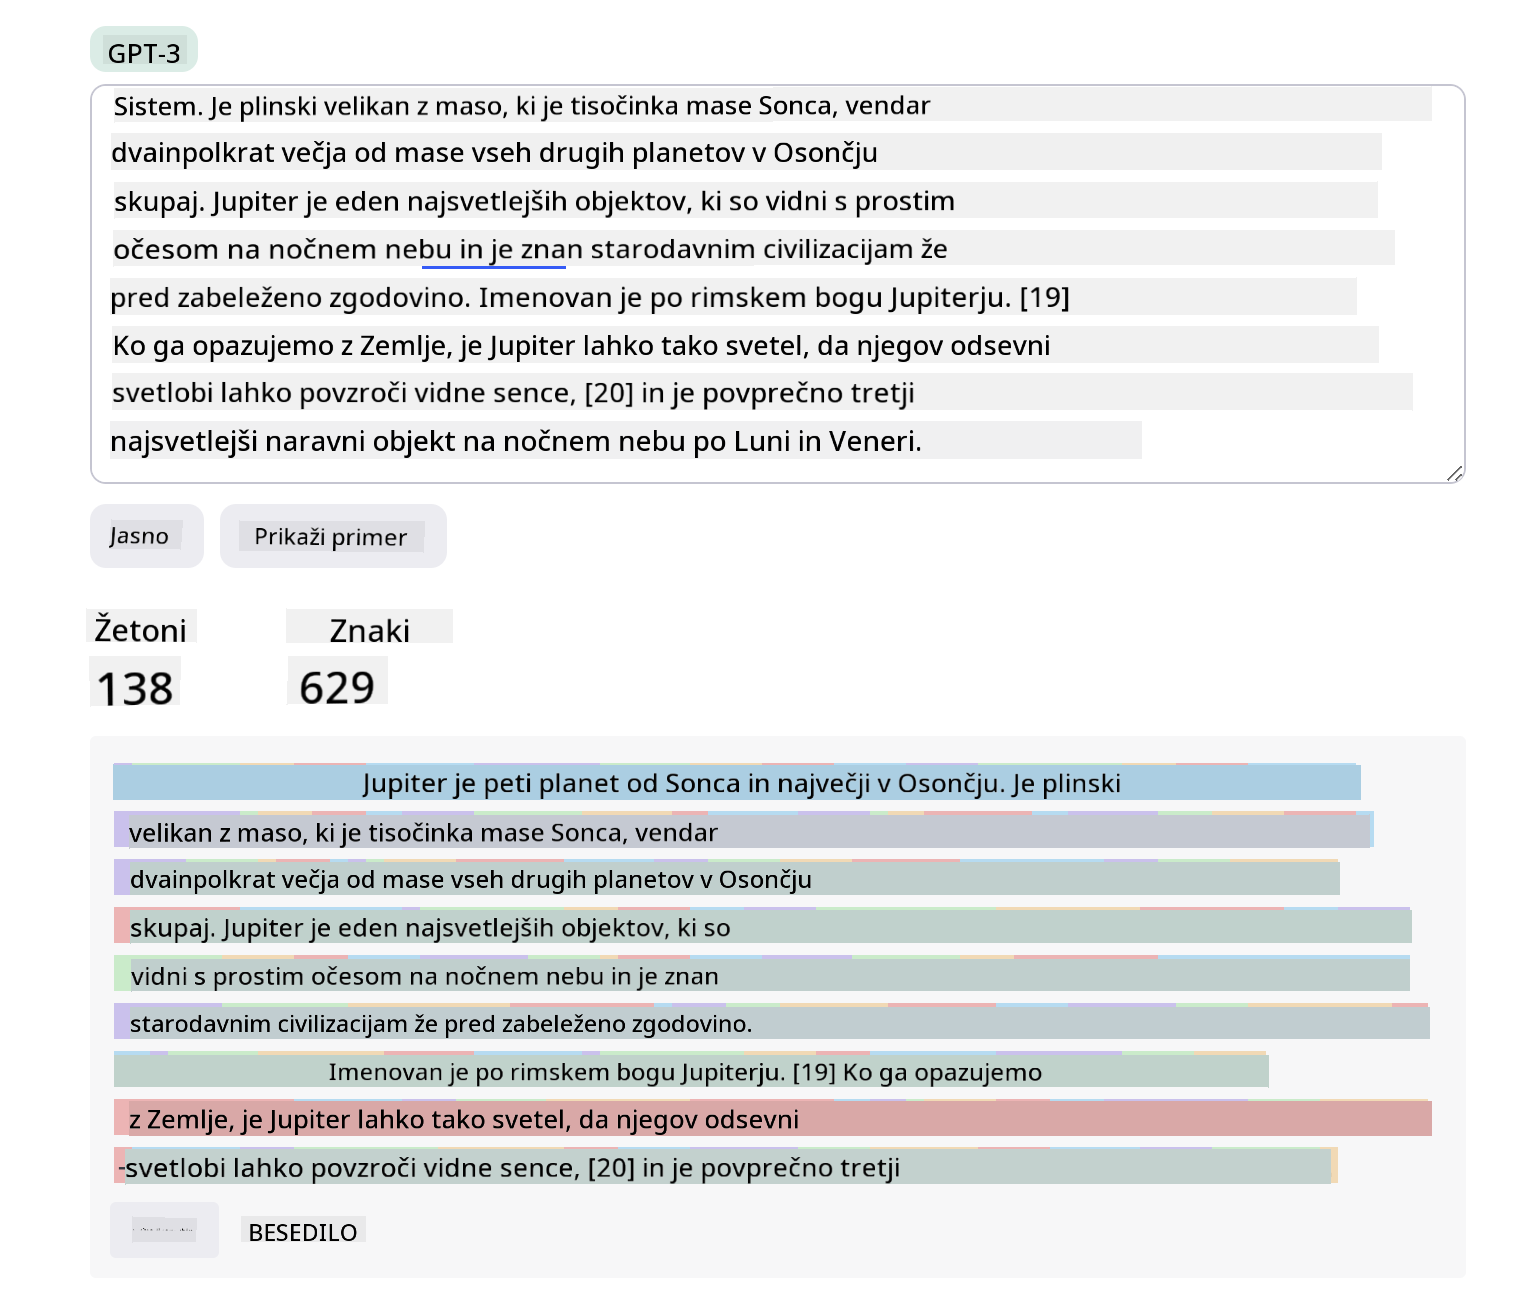 GPT-3
Sistem. Je plinski velikan z maso, ki je tisočinka mase Sonca, vendar
dvainpolkrat večja od mase vseh drugih planetov v Osončju
skupaj. Jupiter je eden najsvetlejših objektov, ki so vidni s prostim
očesom na nočnem nebu in je znan starodavnim civilizacijam že
pred zabeleženo zgodovino. Imenovan je po rimskem bogu Jupiterju. [19]
Ko ga opazujemo z Zemlje, je Jupiter lahko tako svetel, da njegov odsevni
svetlobi lahko povzroči vidne sence, [20] in je povprečno tretji
najsvetlejši naravni objekt na nočnem nebu po Luni in Veneri.
Jasno Prikaži primer
Žetoni Znaki
138 629
Jupiter je peti planet od Sonca in največji v Osončju. Je plinski
velikan z maso, ki je tisočinka mase Sonca, vendar
dvainpolkrat večja od mase vseh drugih planetov v Osončju
skupaj. Jupiter je eden najsvetlejših objektov, ki so
vidni s prostim očesom na nočnem nebu in je znan
starodavnim civilizacijam že pred zabeleženo zgodovino.
Imenovan je po rimskem bogu Jupiterju. [19] Ko ga opazujemo
z Zemlje, je Jupiter lahko tako svetel, da njegov odsevni
-svetlobi lahko povzroči vidne sence, [20] in je povprečno tretji
BESEDILO